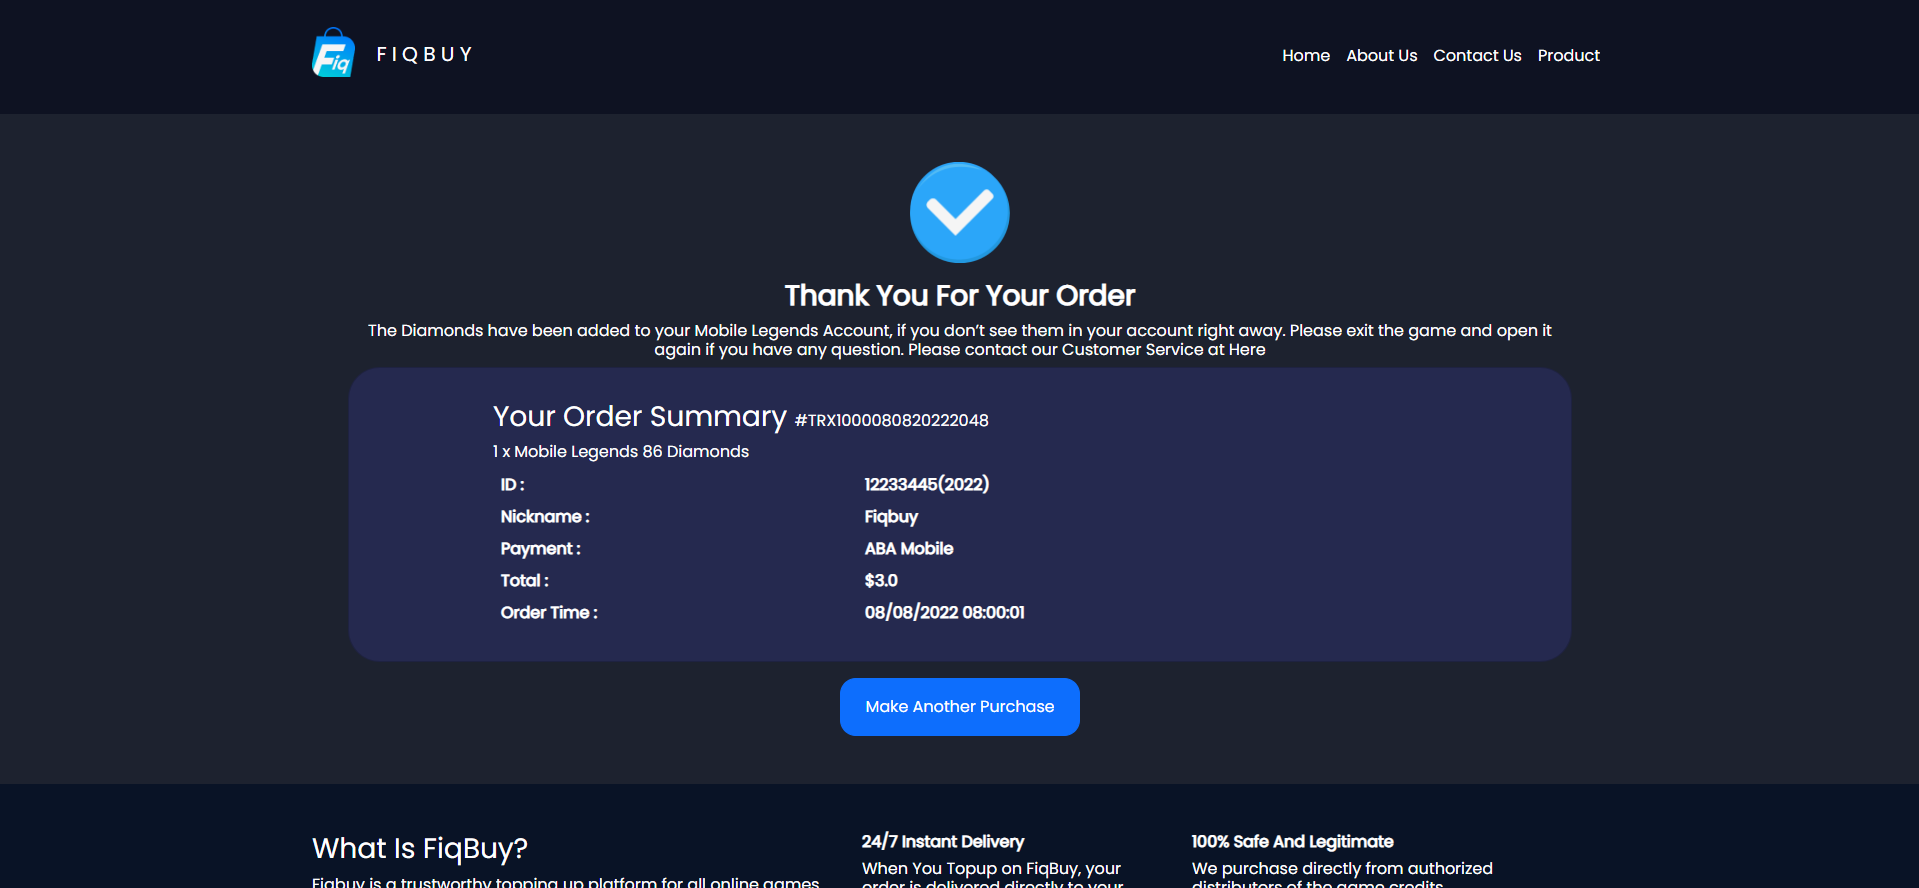 Fiq FIQBUY
Home About Us Contact Us Product
Thank You For Your Order
The Diamonds have been added to your Mobile Legends Account, if you don’t see them in your account right away. Please exit the game and open it
again if you have any question. Please contact our Customer Service at Here
Your Order Summary #TRX1000080820222048
1 x Mobile Legends 86 Diamonds
ID : 12233445(2022)
Nickname : Fiqbuy
Payment : ABA Mobile
Total : $3.0
Order Time : 08/08/2022 08:00:01
Make Another Purchase
What Is FiqBuy?
Fiqbuy is a trustworthy topping up platform for all online games
24/7 Instant Delivery
When You Topup on FiqBuy, your
order is delivered directly to your
100% Safe And Legitimate
We purchase directly from authorized
distributors of the game credits